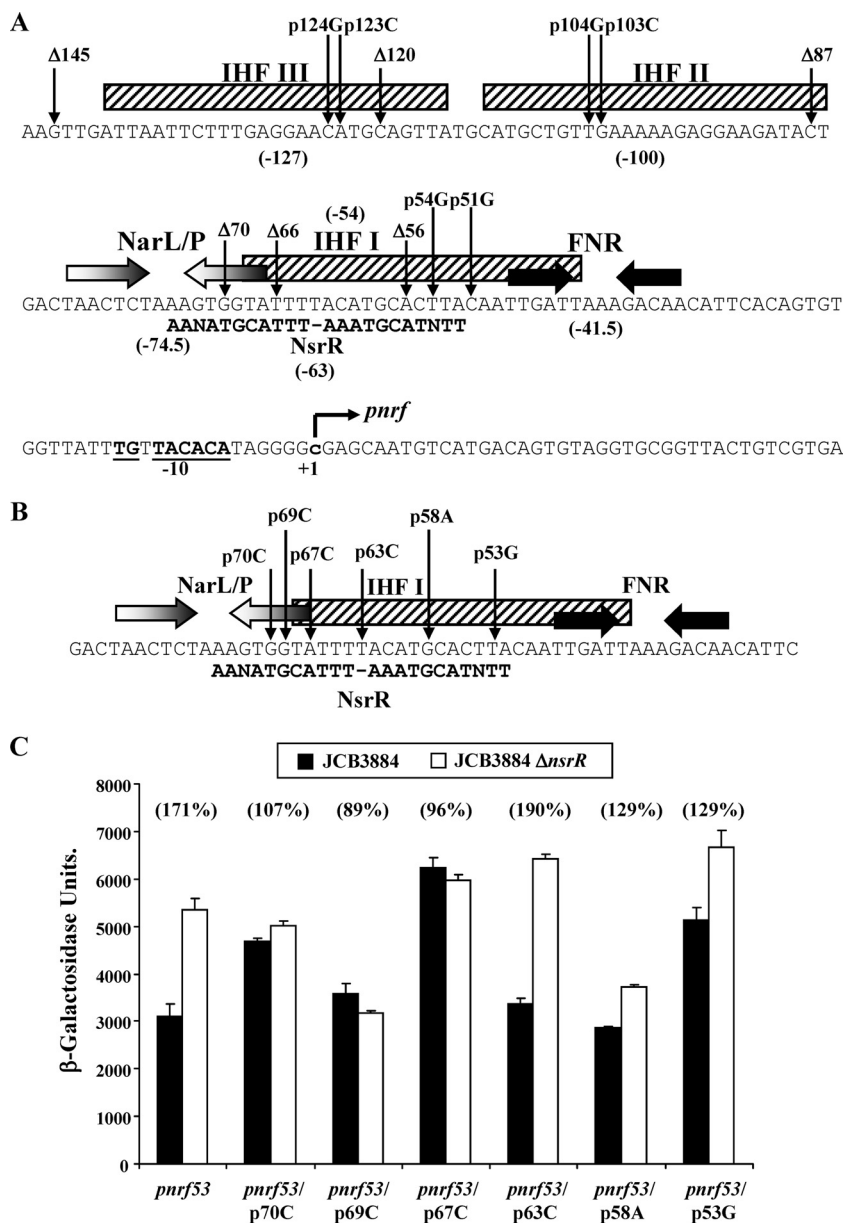 A
p124Gp123C p104Gp103C
Δ145 Δ120 Δ87
IHF III IHF II
AAGTTGATTAATTCTTTGAGGAACATGCAGTTATGCATGCTGTTGAAAAAGAGGAAGATACT
(-127) (-100)
p54Gp51G
Δ70 Δ66 (-54) Δ56
NarL/P IHF I FNR
GACTAACTCTAAAGTGGTATTTTACATGCACTTACAATTGATTAAAGACAACATTCACAGTGT
AANATGCATTT-AAATGCATNTT
(-74.5) NsrR (-41.5)
(-63)
pnrf
GGTTATTTGTTACACATAGGGGcGAGCAATGTCATGACAGTGTAGGTGCGGTTACTGTCGTGA
-10 +1
B
p69C p58A
p70C p67C p63C p53G
NarL/P IHF I FNR
GACTAACTCTAAAGTGGTATTTTACATGCACTTACAATTGATTAAAGACAACATTC
AANATGCATTT-AAATGCATNTT
NsrR
C
JCB3884 JCB3884 ΔnsrR
8000
7000
6000
5000
4000
3000
2000
1000
0
β-Galactosidase Units.
(171%) (107%) (89%) (96%) (190%) (129%) (129%)
pnrf53 pnrf53/ pnrf53/ pnrf53/ pnrf53/ pnrf53/ pnrf53/
p70C p69C p67C p63C p58A p53G